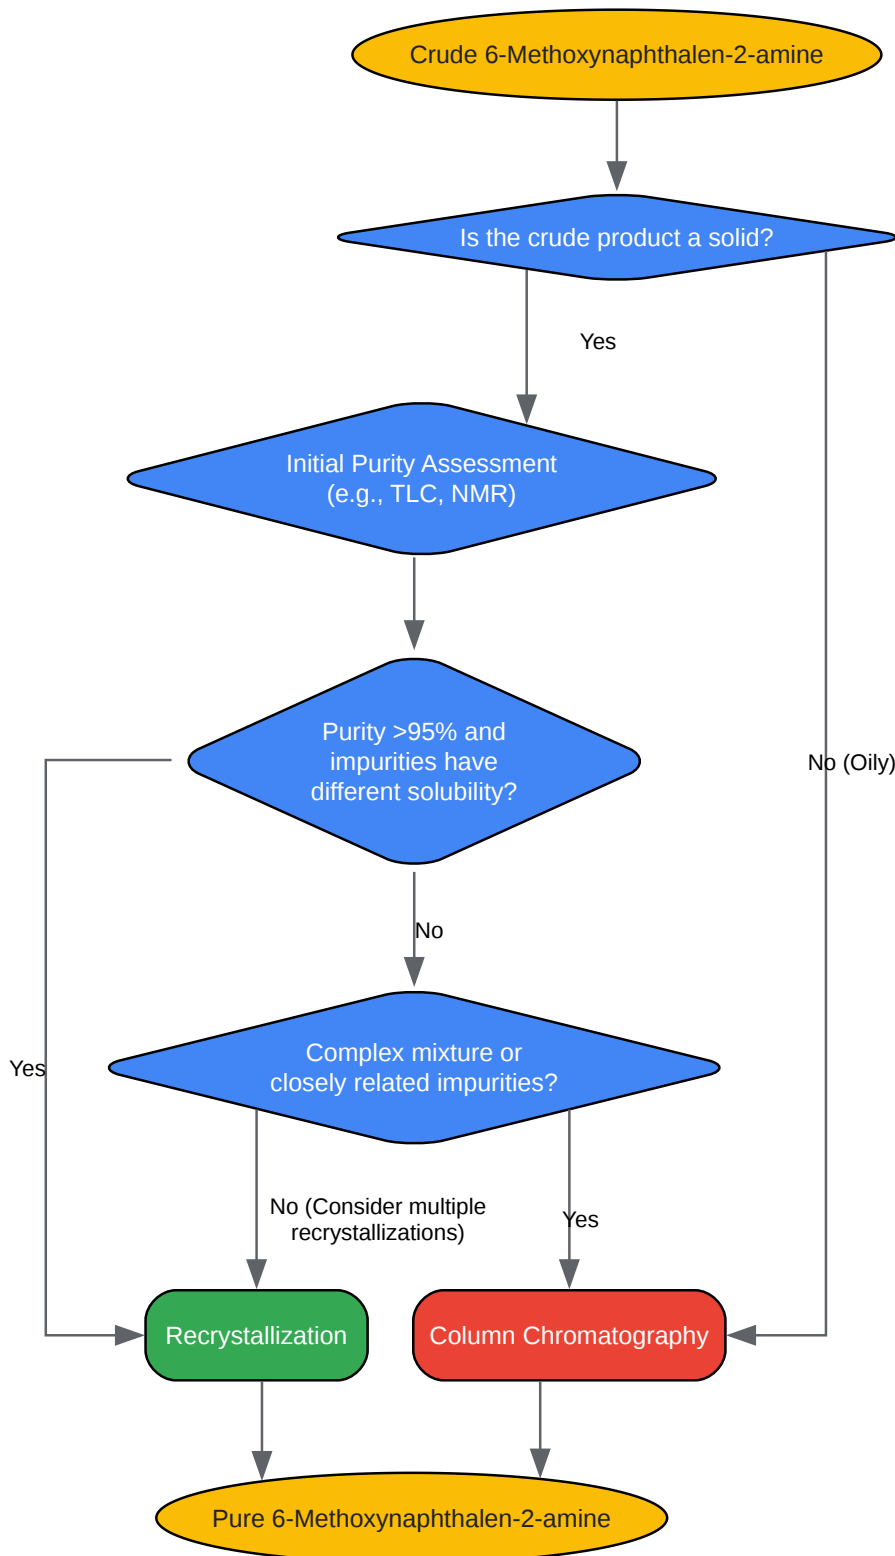 Crude 6-Methoxynaphthalen-2-amine
Is the crude product a solid?
Yes
Initial Purity Assessment
(e.g., TLC, NMR)
Purity >95% and
impurities have
different solubility?
No (Oily)
No
Complex mixture or
closely related impurities?
Yes
No (Consider multiple
recrystallizations)
Yes
Recrystallization
Column Chromatography
Pure 6-Methoxynaphthalen-2-amine